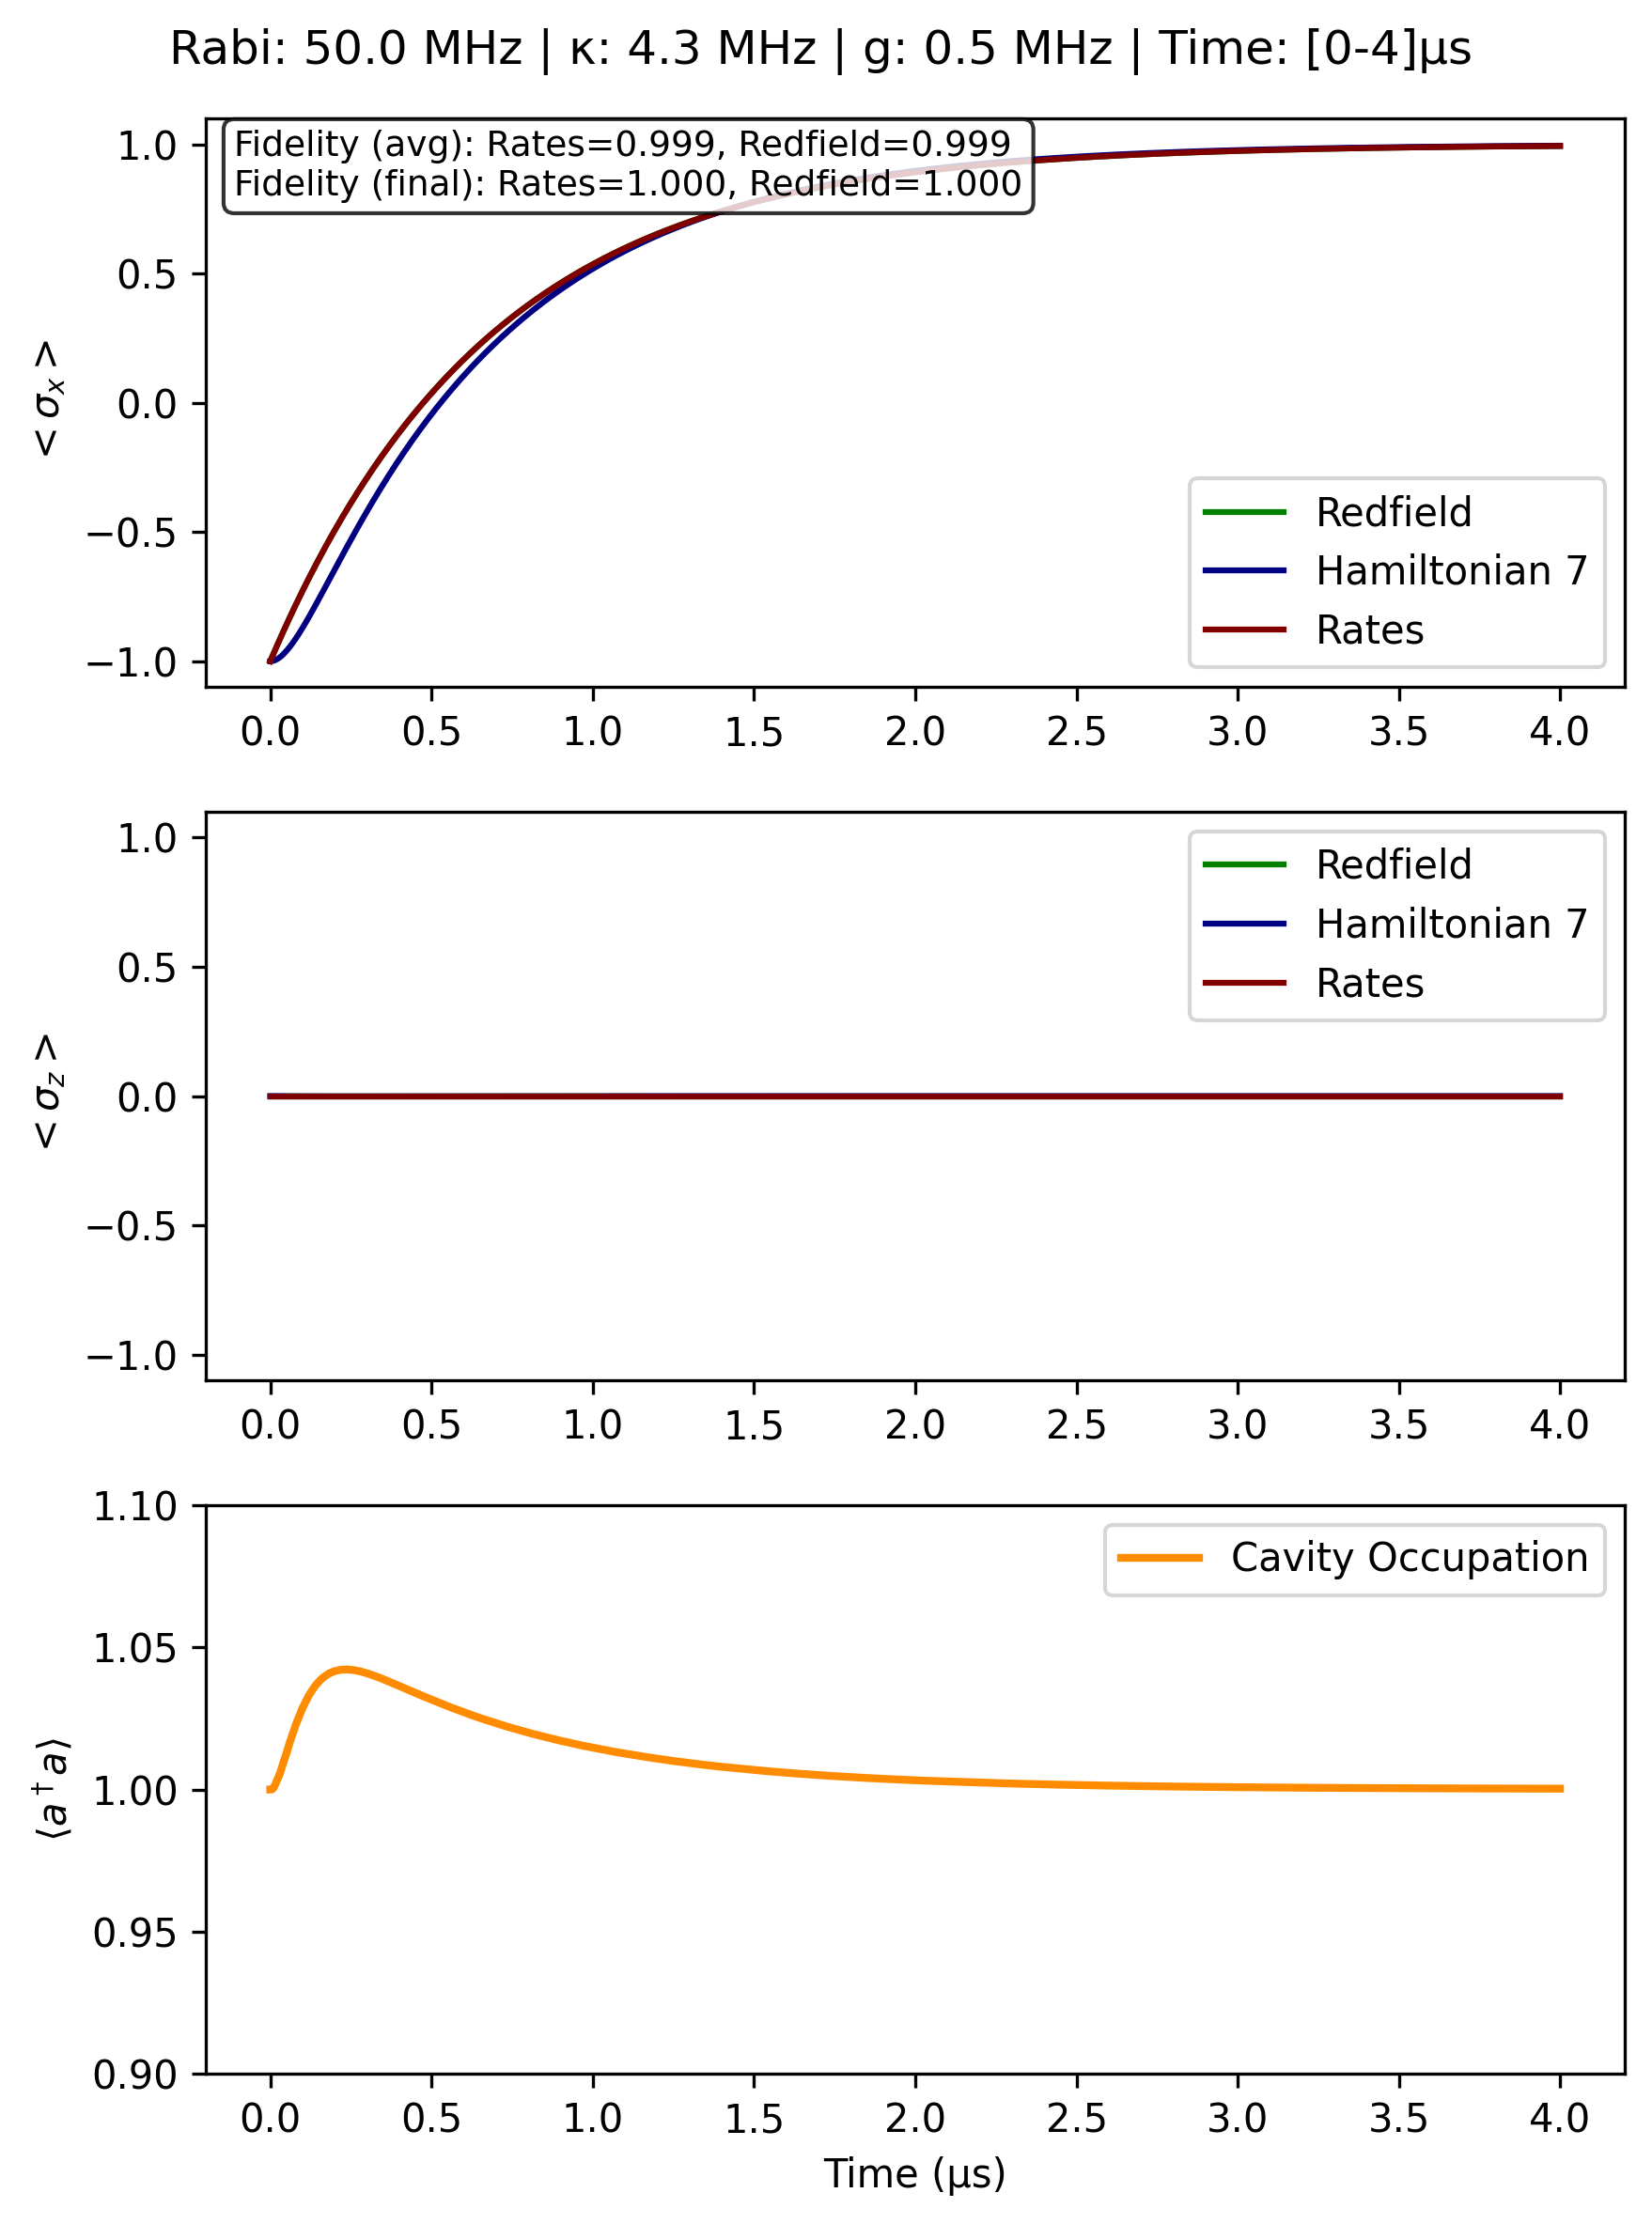 Rabi: 50.0 MHz | κ: 4.3 MHz | g: 0.5 MHz | Time: [0-4]μs
Fidelity (avg): Rates=0.999, Redfield=0.999
Fidelity (final): Rates=1.000, Redfield=1.000
1.0
0.5
0.0
−0.5
−1.0
<σx>
Redfield
Hamiltonian 7
Rates
0.0 0.5 1.0 1.5 2.0 2.5 3.0 3.5 4.0
1.0
0.5
0.0
−0.5
−1.0
<σz>
Redfield
Hamiltonian 7
Rates
0.0 0.5 1.0 1.5 2.0 2.5 3.0 3.5 4.0
1.10
1.05
1.00
0.95
0.90
⟨a†a⟩
Cavity Occupation
0.0 0.5 1.0 1.5 2.0 2.5 3.0 3.5 4.0
Time (μs)